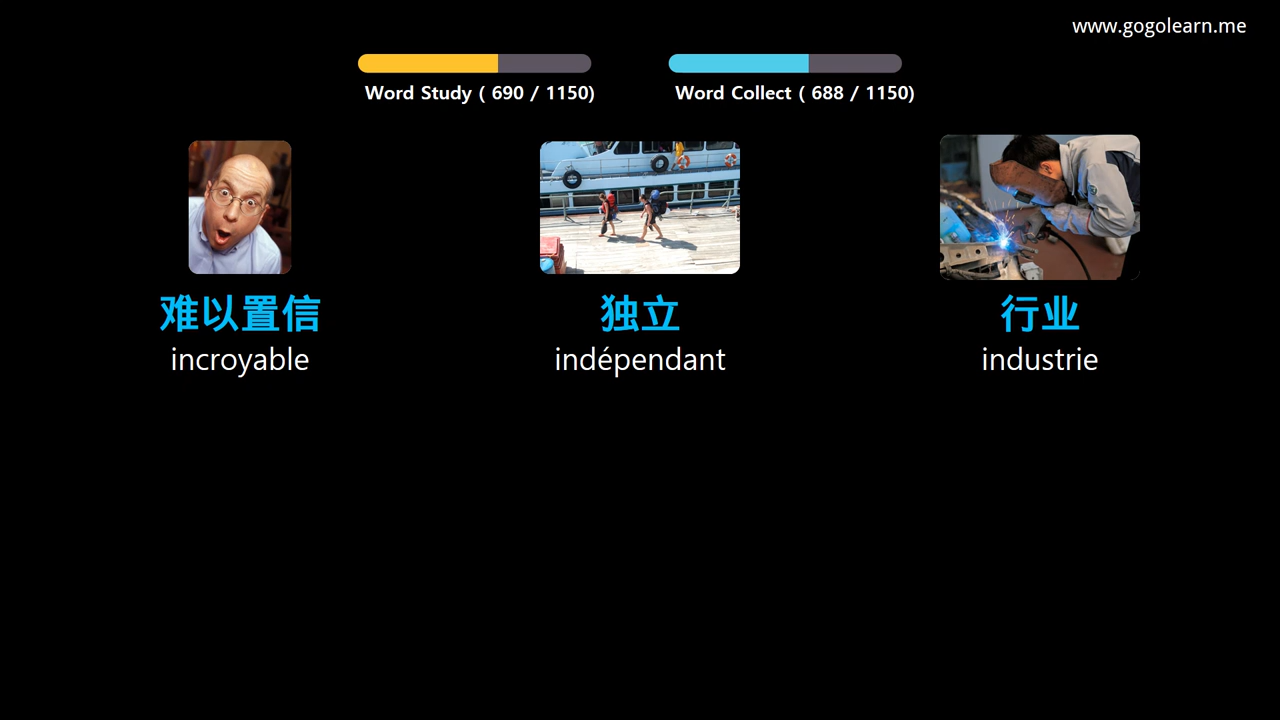 www.gogolearn.me
Word Study ( 690 / 1150)
Word Collect ( 688 / 1150)
难以置信
incroyable
独立
indépendant
行业
industrie